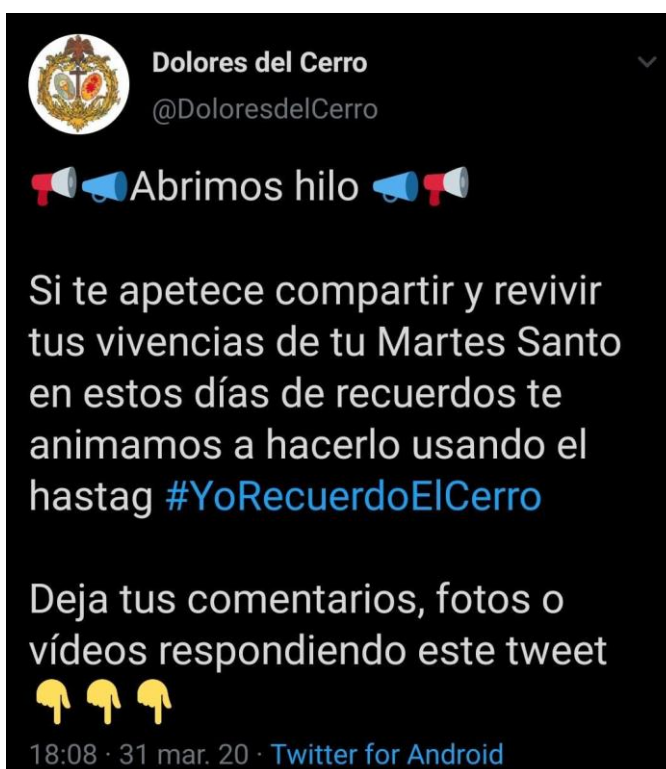 Dolores del Cerro
@DoloresdelCerro
📢📣Abrimos hilo 📣📢
Si te apetece compartir y revivir
tus vivencias de tu Martes Santo
en estos días de recuerdos te
animamos a hacerlo usando el
hastag #YoRecuerdoElCerro
Deja tus comentarios, fotos o
vídeos respondiendo este tweet
👇👇👇
18:08 · 31 mar. 20 · Twitter for Android